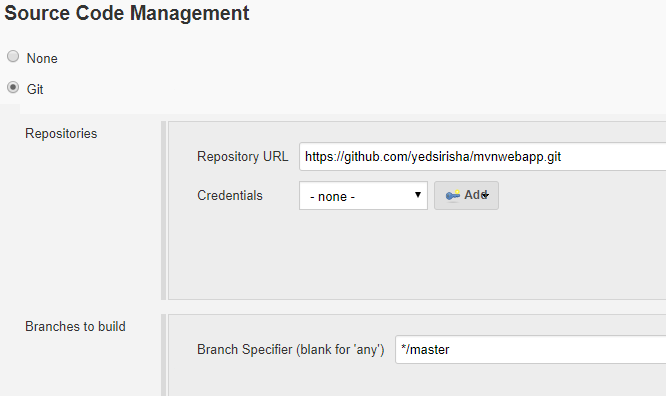 Source Code Management
None
Git
Repositories
Repository URL https://github.com/yedsirisha/mvnwebapp.git
Credentials - none - Add
Branches to build
Branch Specifier (blank for 'any') */master